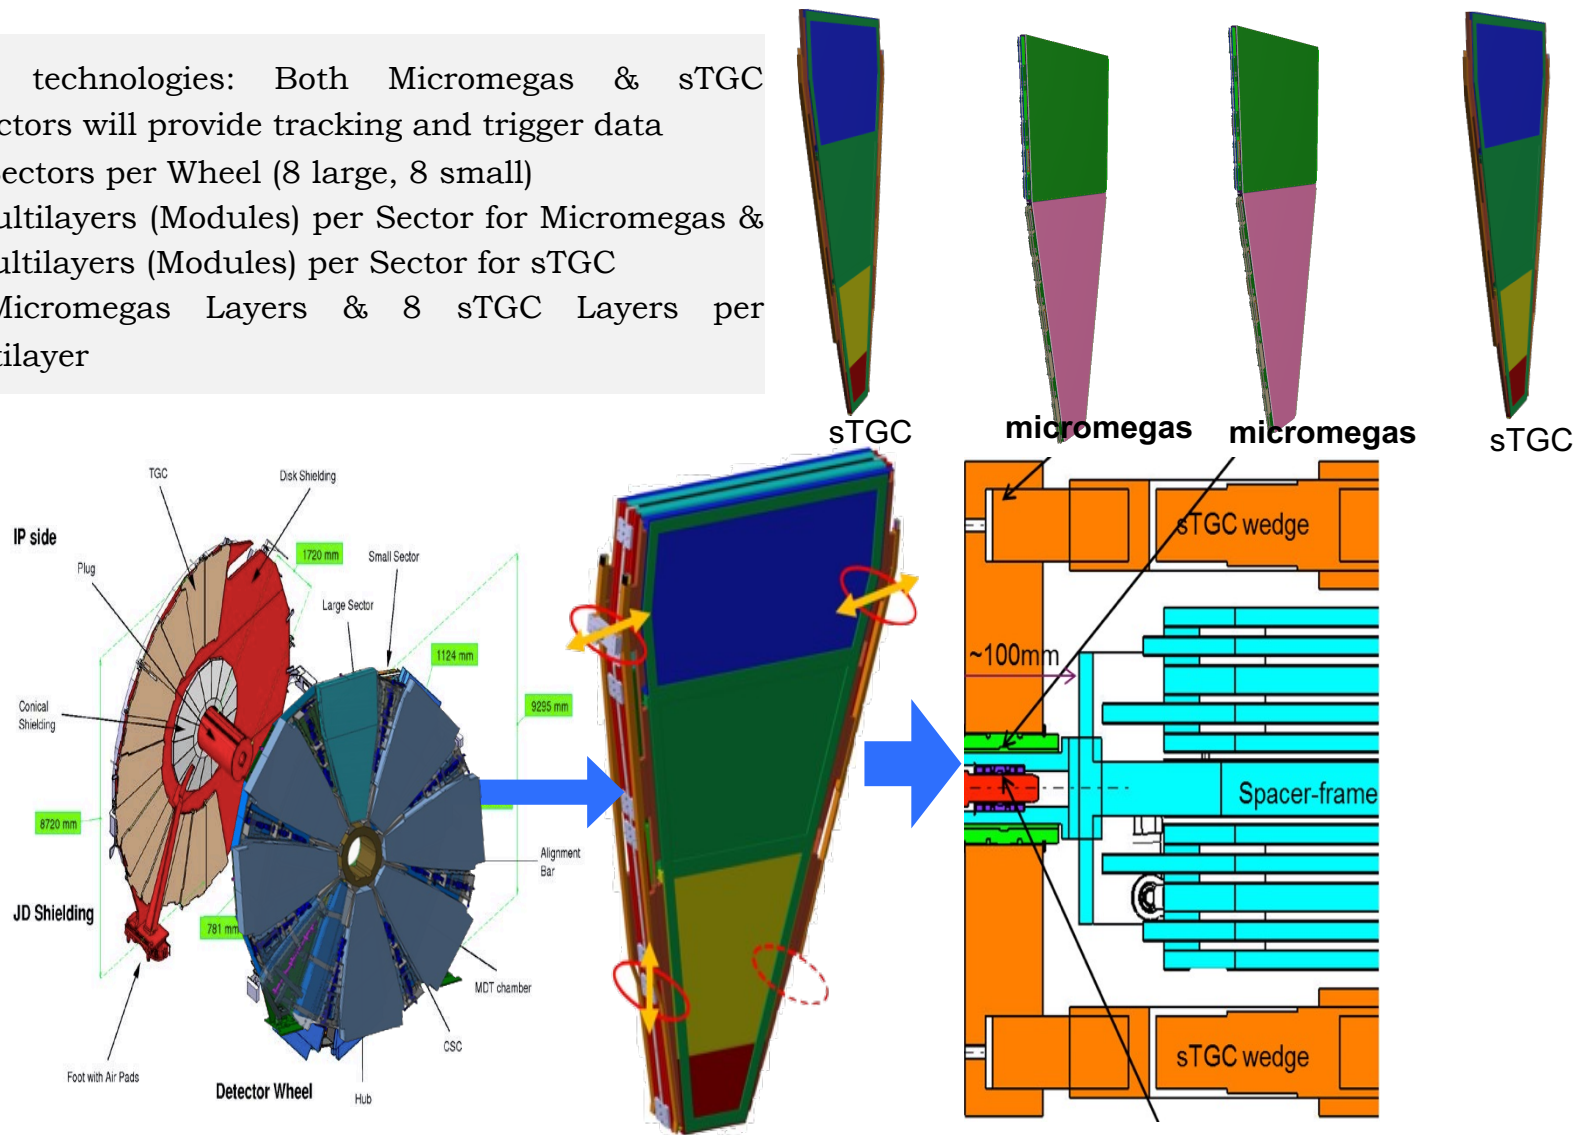 technologies: Both Micromegas & sTGC
ctors will provide tracking and trigger data
ectors per Wheel (8 large, 8 small)
ultilayers (Modules) per Sector for Micromegas &
ultilayers (Modules) per Sector for sTGC
Micromegas Layers & 8 sTGC Layers per
tilayer
sTGC
micromegas
micromegas
sTGC
TGC
Disk Shielding
IP side
1720 mm
Small Sector
Plug
Large Sector
1124 mm
Conical
Shielding
9295 mm
8720 mm
Alignment
Bar
JD Shielding
781 mm
MDT chamber
CSC
Foot with Air Pads
Detector Wheel
Hub
sTGC wedge
~100mm
Spacer-frame
sTGC wedge